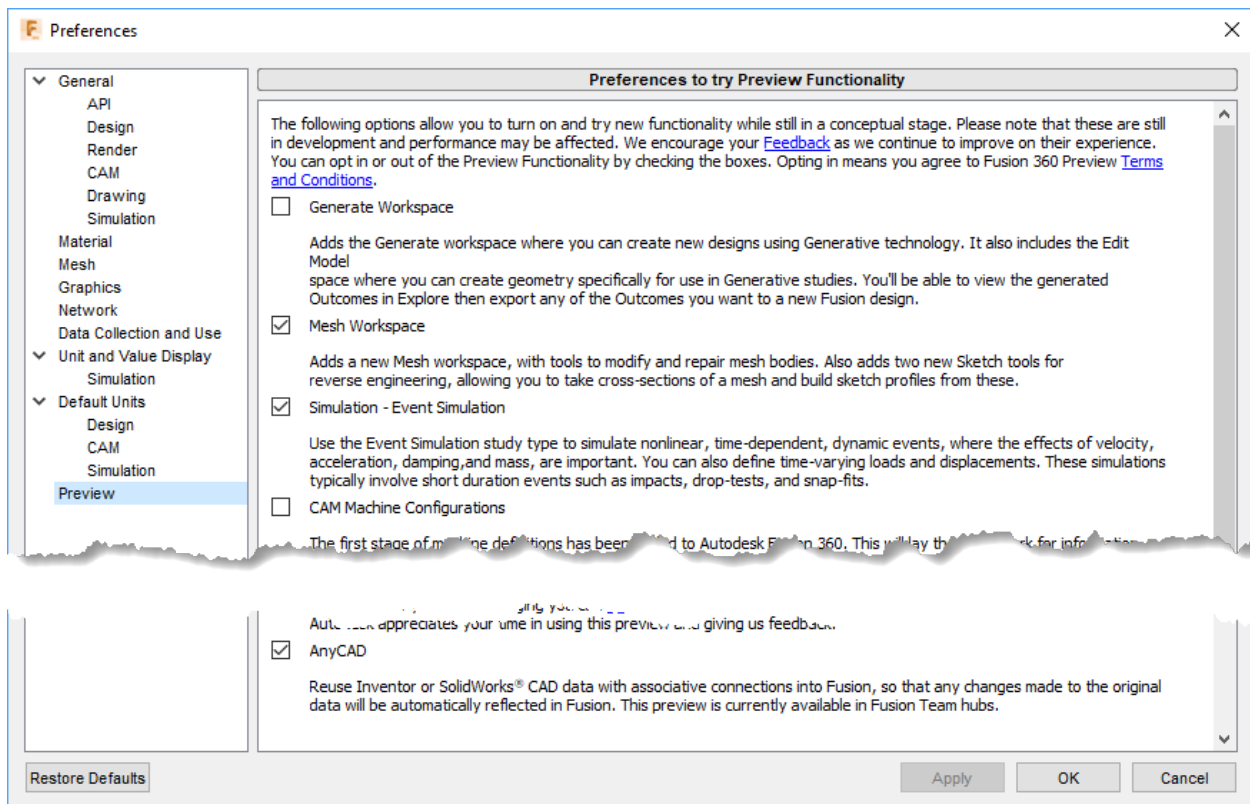 Preferences
General
API
Design
Render
CAM
Drawing
Simulation
Material
Mesh
Graphics
Network
Data Collection and Use
Unit and Value Display
Simulation
Default Units
Design
CAM
Simulation
Preview
Preferences to try Preview Functionality
The following options allow you to turn on and try new functionality while still in a conceptual stage. Please note that these are still
in development and performance may be affected. We encourage your Feedback as we continue to improve on their experience.
You can opt in or out of the Preview Functionality by checking the boxes. Opting in means you agree to Fusion 360 Preview Terms
and Conditions.
Generate Workspace
Adds the Generate workspace where you can create new designs using Generative technology. It also includes the Edit
Model
space where you can create geometry specifically for use in Generative studies. You'll be able to view the generated
Outcomes in Explore then export any of the Outcomes you want to a new Fusion design.
Mesh Workspace
Adds a new Mesh workspace, with tools to modify and repair mesh bodies. Also adds two new Sketch tools for
reverse engineering, allowing you to take cross-sections of a mesh and build sketch profiles from these.
Simulation - Event Simulation
Use the Event Simulation study type to simulate nonlinear, time-dependent, dynamic events, where the effects of velocity,
acceleration, damping,and mass, are important. You can also define time-varying loads and displacements. These simulations
typically involve short duration events such as impacts, drop-tests, and snap-fits.
CAM Machine Configurations
The first stage of has been to Autodesk 360. This
appreciates your time in using this preview giving us feedback.
AnyCAD
Reuse Inventor or SolidWorks® CAD data with associative connections into Fusion, so that any changes made to the original
data will be automatically reflected in Fusion. This preview is currently available in Fusion Team hubs.
Restore Defaults
Apply
OK
Cancel